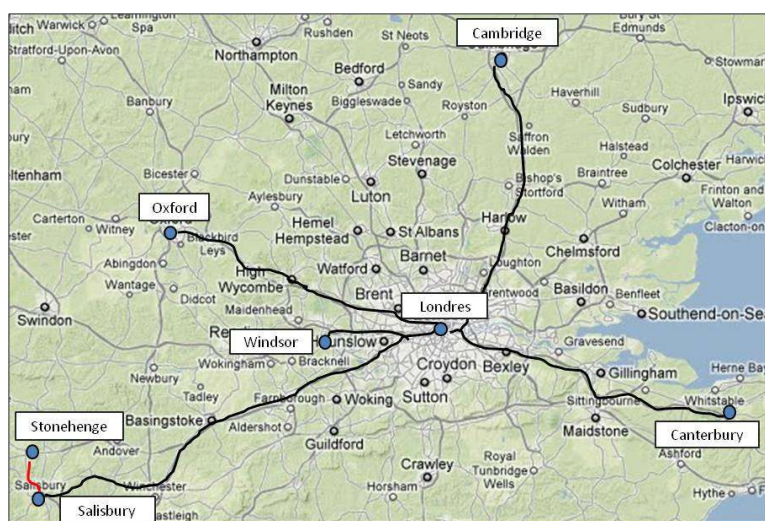 Warwick
Leamington
Spa
Rushden
St Neots
Cambridge
Bury St
Edmunds
Stratford-Upon-Avon
Northampton
Bedford
Stowma
Sandy
Milton
Keynes
Biggleswade
Haverhill
Ipswi
Royston
Banbury
Sudbury
Saffron
Walden
Letchworth
Halstead
Stevenage
Harwi
eltenham
Bicester
Dunstable
Luton
Bishop's
Stortford
Braintree
Colchester
Aylesbury
Frinton and
Walton
Oxford
Carterton
Witney
Witham
Blackbird
Leys
Hemel
Hempstead
St Albans
Harlow
Clacton-on-
Chelmsford
Abingdon
Watford
Barnet
High
Wycombe
Loughton
Wantage
Didcot
Brent
Londres
Brentwood
Basildon
Benfleet
Swindon
Maidenhead
Southend-on-Sea
Windsor
Hounslow
Bracknell
Wokingham
Croydon
Bexley
Gravesend
Gillingham
Herne Bay
Newbury
Tadley
Sutton
Whitstable
Farnborough
Woking
Sittingbourne
Stonehenge
Basingstoke
Aldershot
Maidstone
Canterbury
Guildford
Andover
Ashford
Crawley
Royal
Tunbridge
Wells
Salisbury
Winchester
Horsham
Hythe
Salisbury
Eastleigh